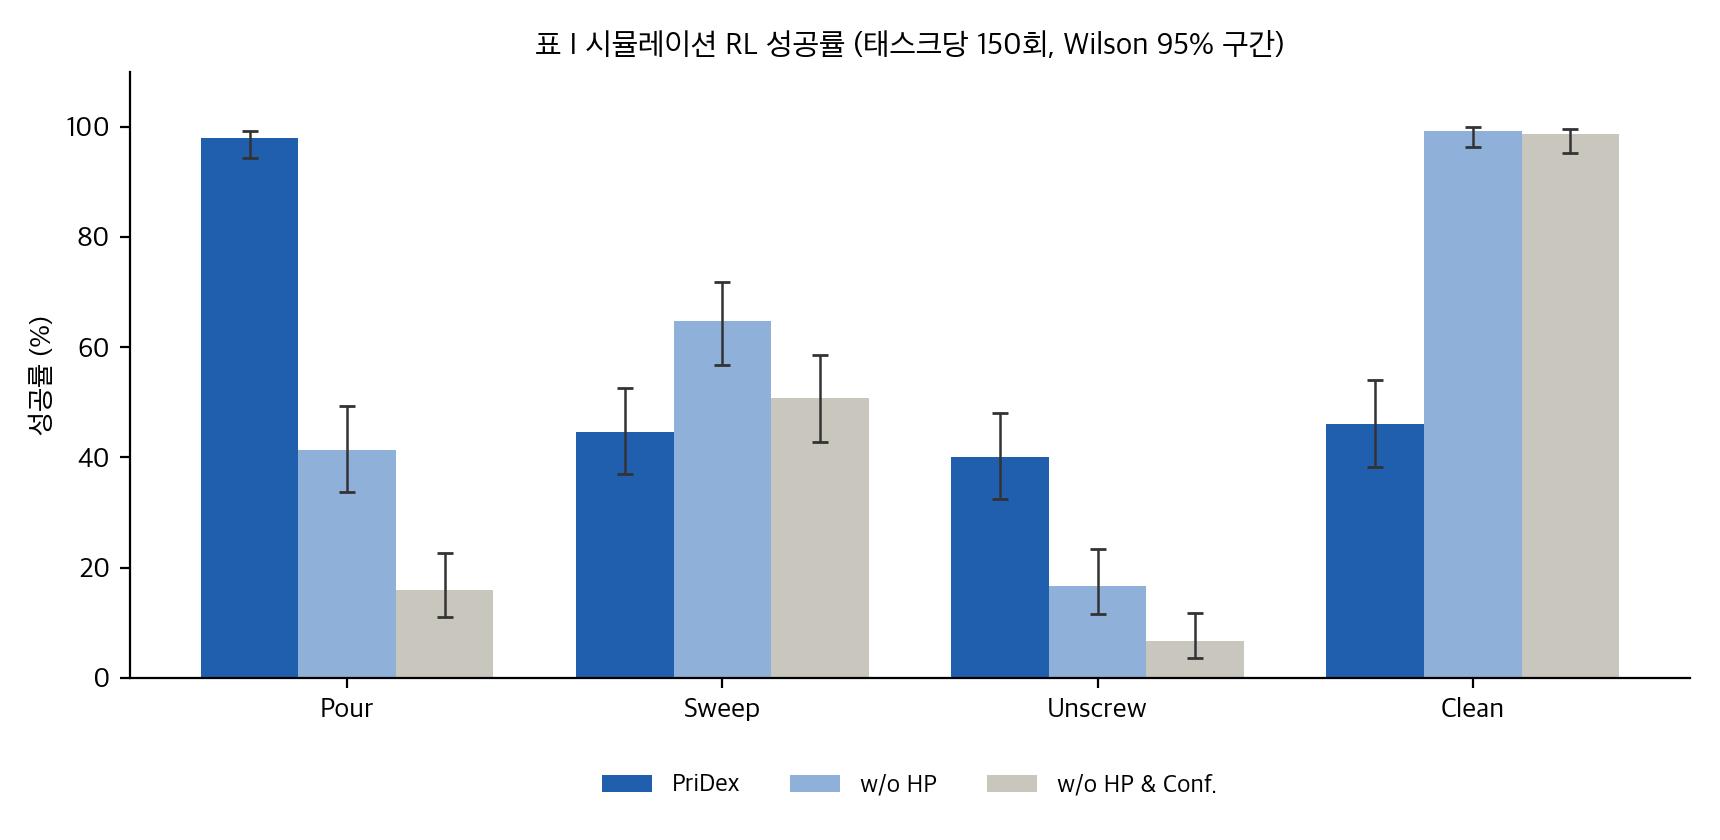 표 I 시뮬레이션 RL 성공률 (태스크당 150회, Wilson 95% 구간)
성공률 (%)
100
80
60
40
20
0
Pour
Sweep
Unscrew
Clean
PriDex
w/o HP
w/o HP & Conf.